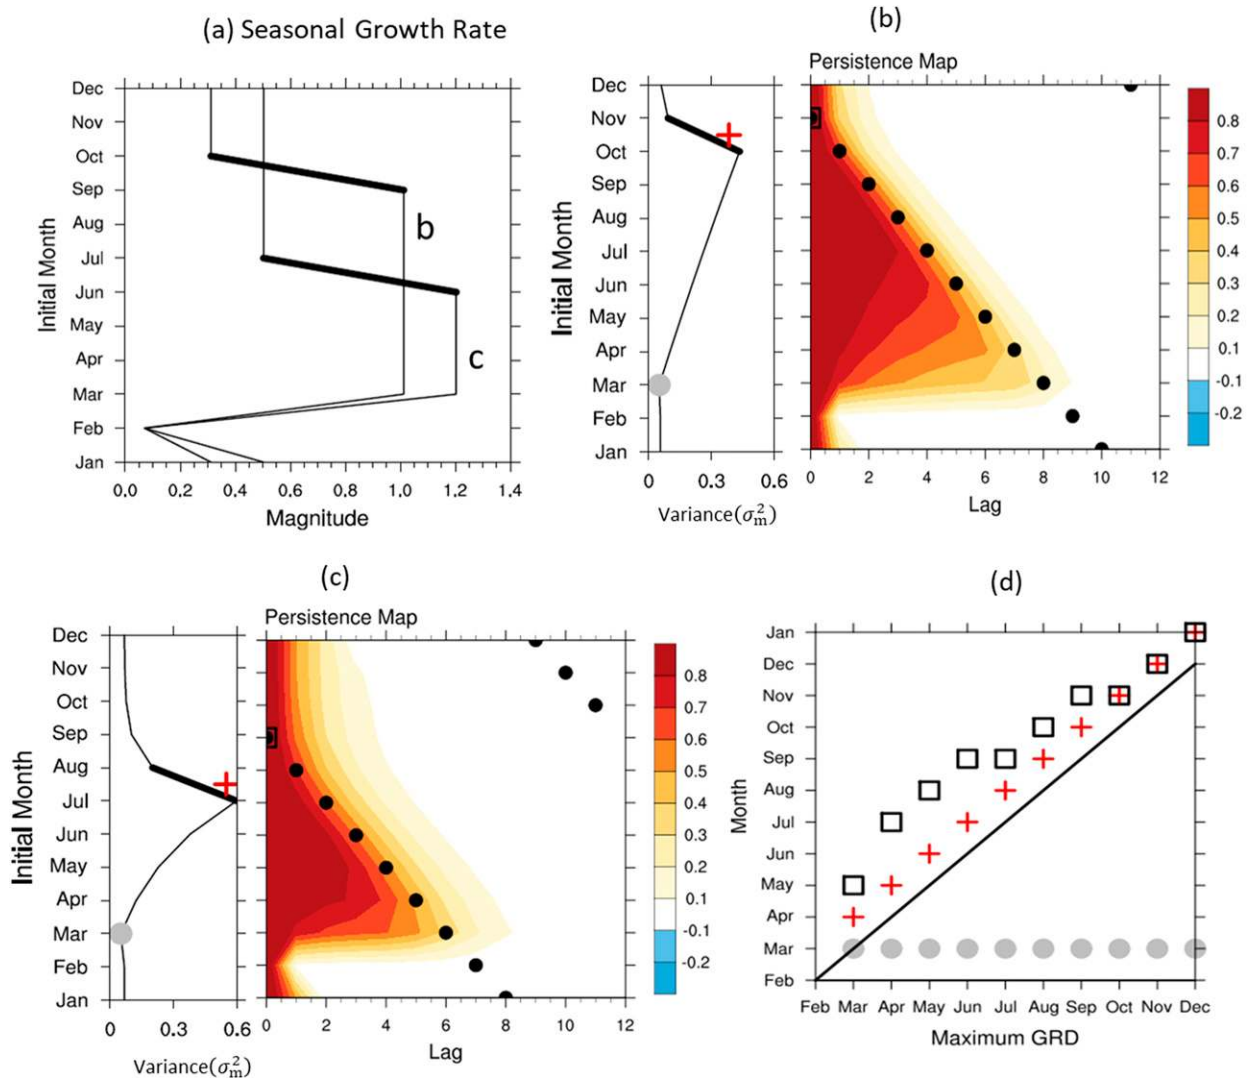 (a) Seasonal Growth Rate
Dec
Nov
Oct
Sep
Aug
Jul
Jun
May
Apr
Mar
Feb
Jan
Initial Month
b
c
0.0 0.2 0.4 0.6 0.8 1.0 1.2 1.4
Magnitude
(b)
Persistence Map
Dec
Nov
Oct
Sep
Aug
Jul
Jun
May
Apr
Mar
Feb
Jan
Initial Month
0 0.3 0.6
Variance(σ²m)
0 2 4 6 8 10 12
Lag
0.8
0.7
0.6
0.5
0.4
0.3
0.2
0.1
-0.1
-0.2
(c)
Persistence Map
Dec
Nov
Oct
Sep
Aug
Jul
Jun
May
Apr
Mar
Feb
Jan
Initial Month
0 0.3 0.6
Variance(σ²m)
0 2 4 6 8 10 12
Lag
0.8
0.7
0.6
0.5
0.4
0.3
0.2
0.1
-0.1
-0.2
(d)
Jan
Dec
Nov
Oct
Sep
Aug
Jul
Jun
May
Apr
Mar
Feb
Month
Feb Mar Apr May Jun Jul Aug Sep Oct Nov Dec
Maximum GRD